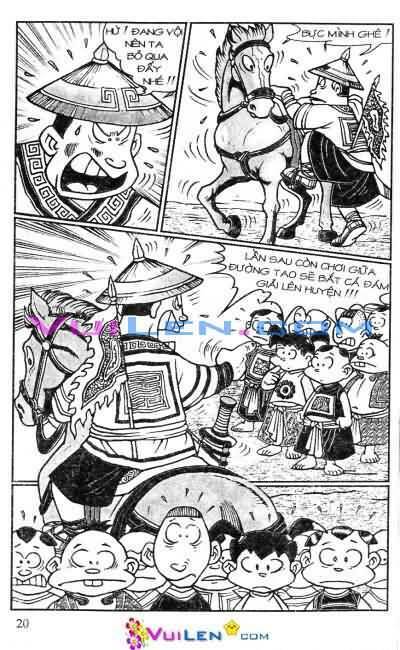 HỪ ! ĐANG VỘI
NÊN TA
BỎ QUA
ĐẤY
NHÉ !!
BỰC MÌNH GHÊ !
LẦN SAU CÒN CHƠI GIỮA
ĐƯỜNG TAO SẼ BẮT CẢ ĐÁM
GIẢI LÊN HUYỆN !!!
VUILEN.COM
20
VUILEN.COM